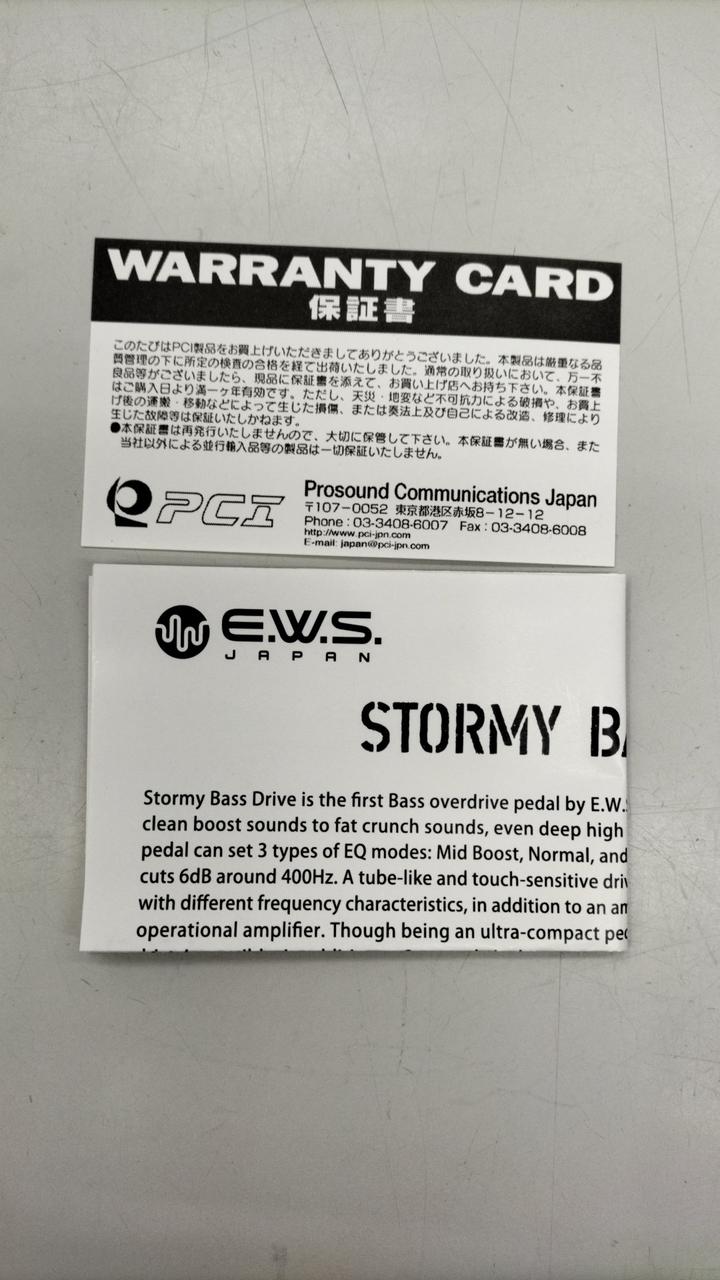 WARRANTY CARD
保証書
このたびはPCI製品をお買上げいただきましてありがとうございました。本製品は厳重なる品
質管理の下に所定の検査の合格を経て出荷いたしました。通常の取り扱いにおいて、万一不
良品等がございましたら、現品に保証書を添えて、お買い上げ店へお持ち下さい。本保証書
はご購入日より満一ヶ年有効です。ただし、天災・地変など不可抗力による破損や、お買上
げ後の運搬・移動などによって生じた損傷、または奏法上及び自己による改造、修理により
生じた故障等は保証いたしかねます。
●本保証書は再発行いたしませんので、大切に保管して下さい。本保証書が無い場合、また
当社以外による並行輸入品等の製品は一切保証いたしません。
PCI
Prosound Communications Japan
〒107-0052 東京都港区赤坂8-12-12
Phone : 03-3408-6007 Fax : 03-3408-6008
http://www.pci-jpn.com
E-mail: japan@pci-jpn.com
E.W.S.
JAPAN
STORMY BA
Stormy Bass Drive is the first Bass overdrive pedal by E.W.S
clean boost sounds to fat crunch sounds, even deep high
pedal can set 3 types of EQ modes: Mid Boost, Normal, and
cuts 6dB around 400Hz. A tube-like and touch-sensitive driv
with different frequency characteristics, in addition to an am
operational amplifier. Though being an ultra-compact ped